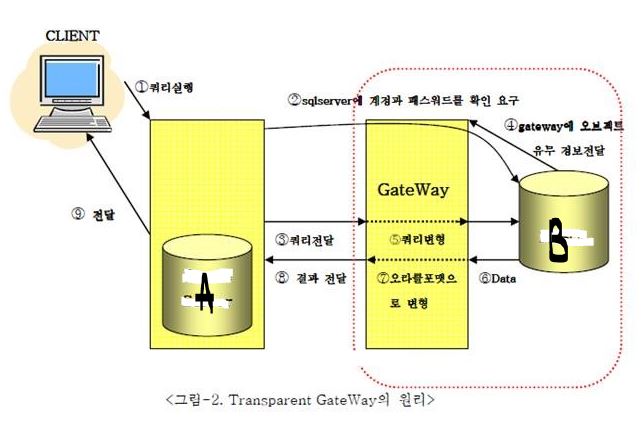 CLIENT
①쿼리실행
②sqlserver에 계정과 패스워드를 확인 요구
④gateway에 오브젝트
유무 정보전달
GateWay
⑨ 전달
③쿼리전달
⑤쿼리변형
B
A
⑧ 결과 전달
⑦오라클포맷으
로 변형
⑥Data
<그림-2. Transparent GateWay의 원리>